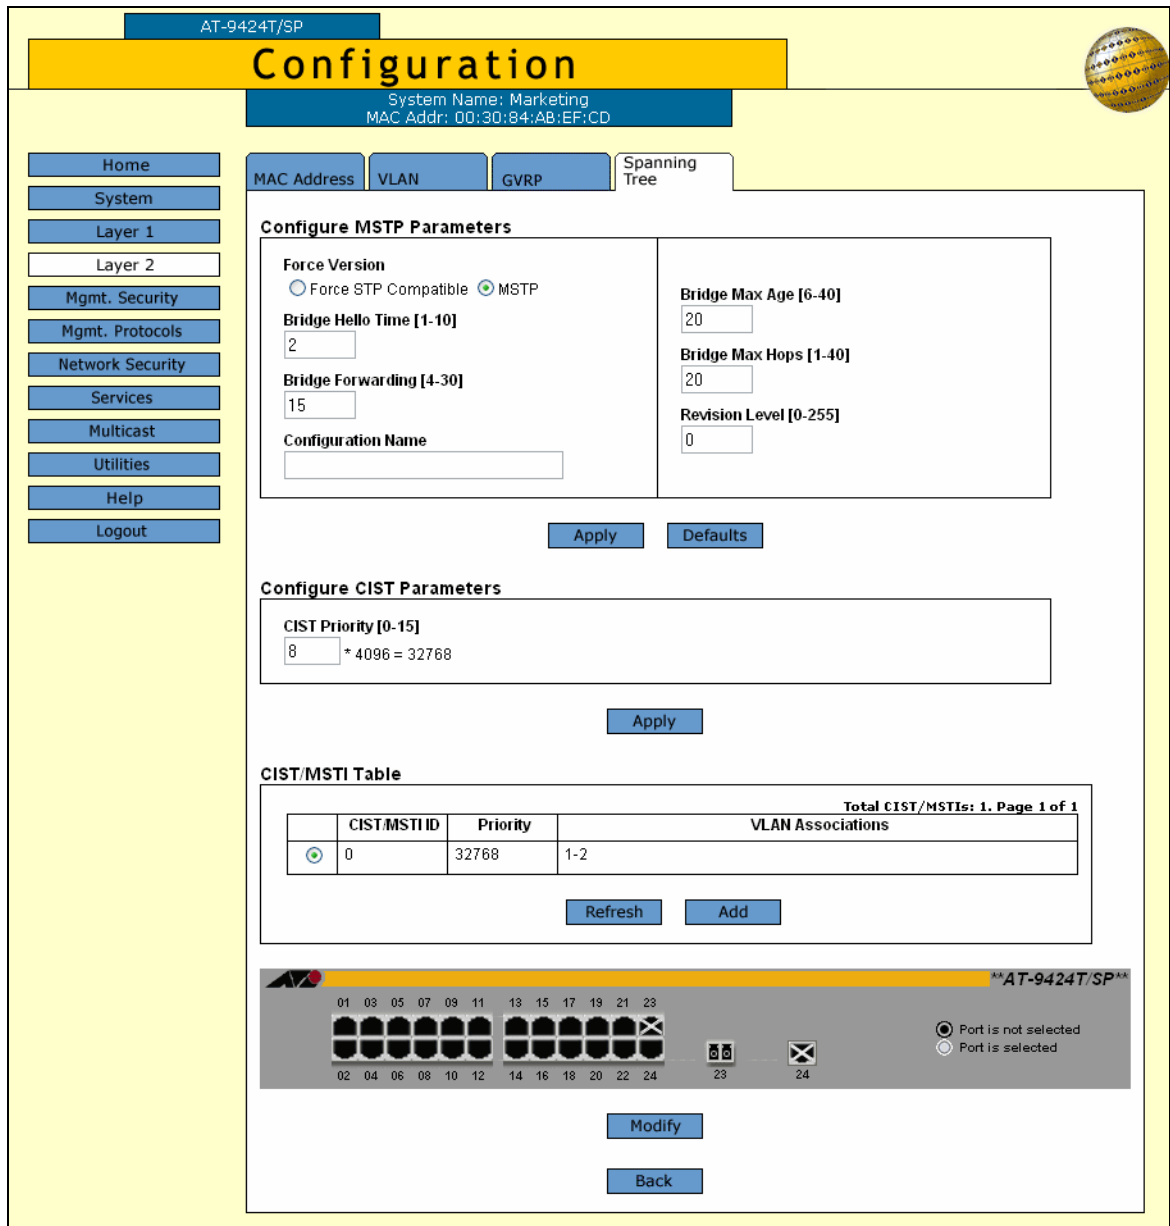 AT-9424T/SP
Configuration
System Name: Marketing
MAC Addr: 00:30:84:AB:EF:CD
Home
System
Layer 1
Layer 2
Mgmt. Security
Mgmt. Protocols
Network Security
Services
Multicast
Utilities
Help
Logout
MAC Address
VLAN
GVRP
Spanning
Tree
Configure MSTP Parameters
Force Version
Force STP Compatible MSTP
Bridge Hello Time [1-10]
2
Bridge Forwarding [4-30]
15
Configuration Name
Bridge Max Age [6-40]
20
Bridge Max Hops [1-40]
20
Revision Level [0-255]
0
Apply Defaults
Configure CIST Parameters
CIST Priority [0-15]
8 * 4096 = 32768
Apply
CIST/MSTI Table
Total CIST/MSTIs: 1. Page 1 of 1
CIST/MSTI ID Priority VLAN Associations
0 32768 1-2
Refresh Add
**AT-9424T/SP**
01 03 05 07 09 11 13 15 17 19 21 23
Port is not selected
Port is selected
02 04 06 08 10 12 14 16 18 20 22 24 23 24
Modify
Back